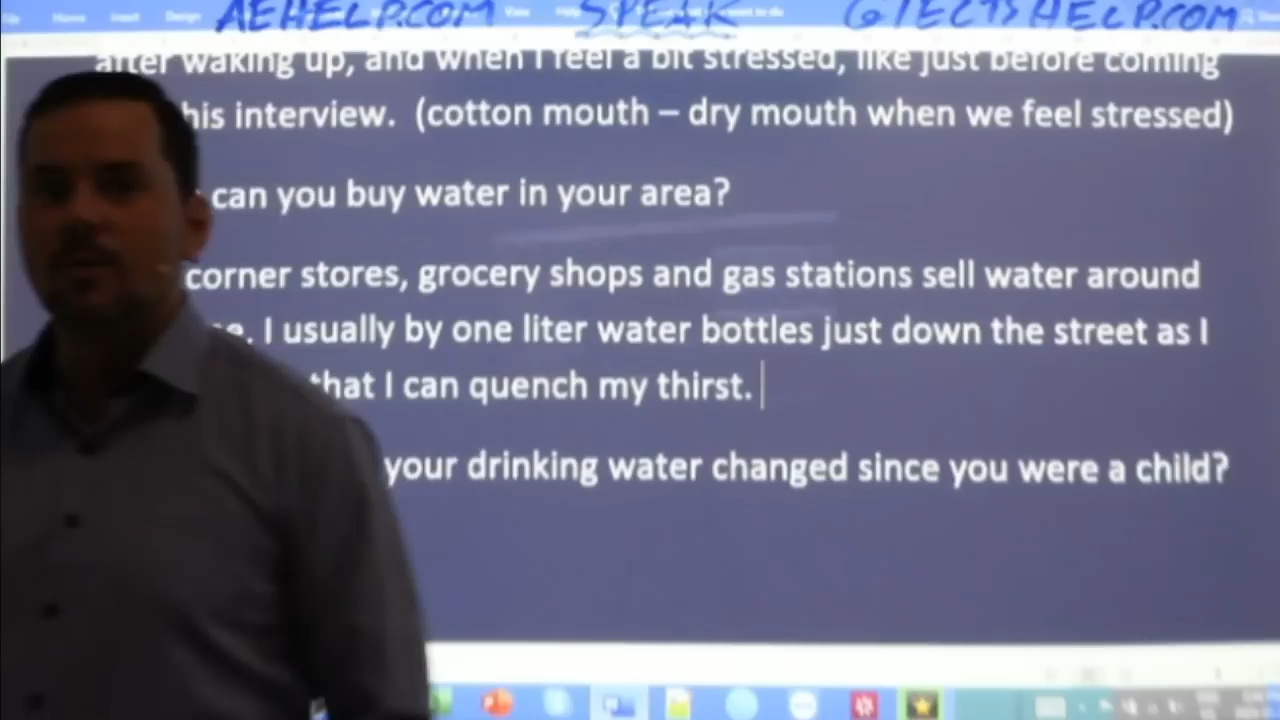 AEHELP.COM SPEAK GIELTSHELP.COM
after waking up, and when I feel a bit stressed, like just before coming
his interview. (cotton mouth – dry mouth when we feel stressed)
can you buy water in your area?
corner stores, grocery shops and gas stations sell water around
I usually by one liter water bottles just down the street as I
that I can quench my thirst.
your drinking water changed since you were a child?